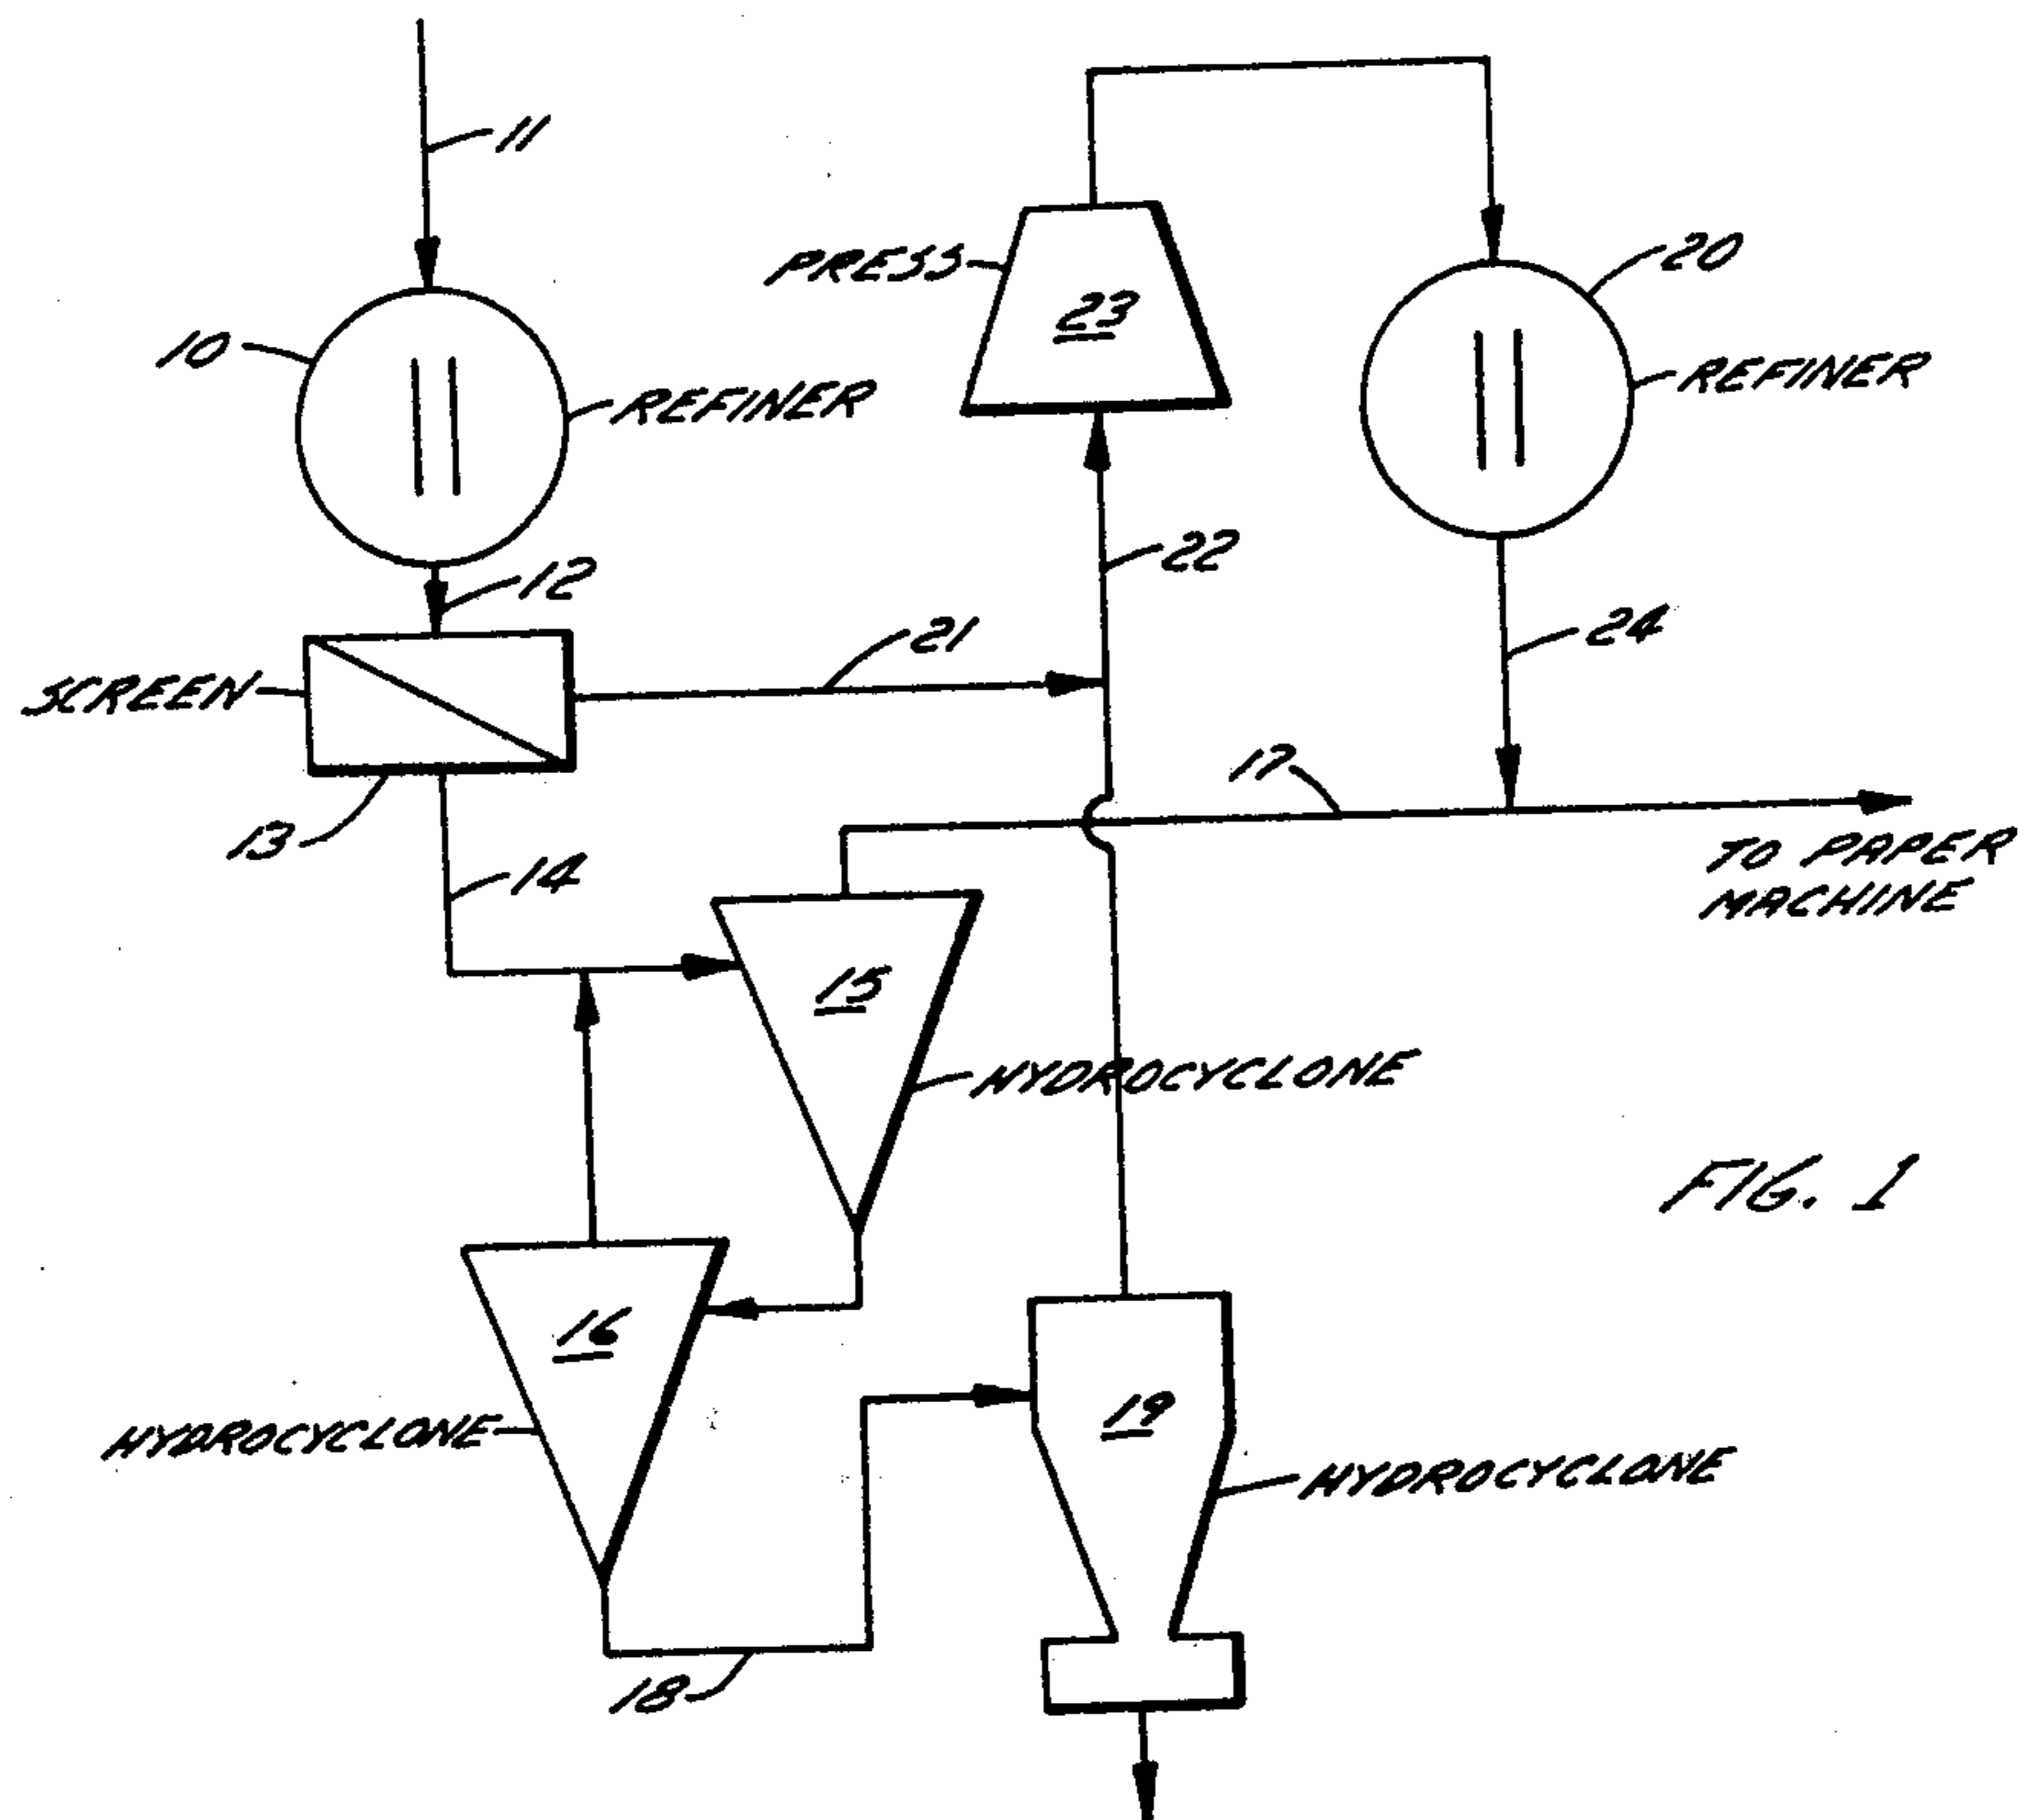 11
PRESS
23
20
10
REFINER
REFINER
12
22
21
24
SCREEN
13
17
14
TO PAPER
MACHINE
15
HYDROCYCLONE
FIG. 1
16
19
HYDROCYCLONE
HYDROCYCLONE
18